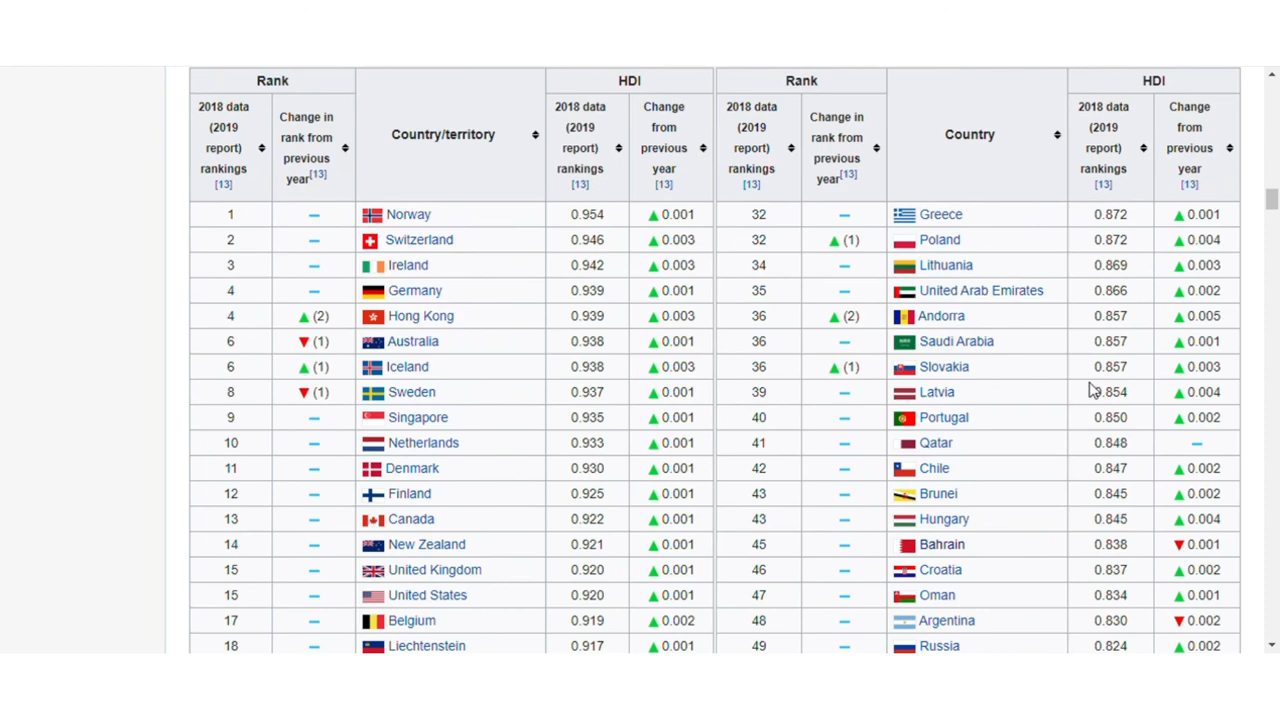 Rank HDI Rank HDI
2018 data (2019 report) rankings [13] Change in rank from previous year[13] Country/territory 2018 data (2019 report) rankings [13] Change from previous year [13] 2018 data (2019 report) rankings [13] Change in rank from previous year[13] Country 2018 data (2019 report) rankings [13] Change from previous year [13]
1 – Norway 0.954 ▲ 0.001 32 – Greece 0.872 ▲ 0.001
2 – Switzerland 0.946 ▲ 0.003 32 ▲ (1) Poland 0.872 ▲ 0.004
3 – Ireland 0.942 ▲ 0.003 34 – Lithuania 0.869 ▲ 0.003
4 – Germany 0.939 ▲ 0.001 35 – United Arab Emirates 0.866 ▲ 0.002
4 ▲ (2) Hong Kong 0.939 ▲ 0.003 36 ▲ (2) Andorra 0.857 ▲ 0.005
6 ▼ (1) Australia 0.938 ▲ 0.001 36 – Saudi Arabia 0.857 ▲ 0.001
6 ▲ (1) Iceland 0.938 ▲ 0.003 36 ▲ (1) Slovakia 0.857 ▲ 0.003
8 ▼ (1) Sweden 0.937 ▲ 0.001 39 – Latvia 0.854 ▲ 0.004
9 – Singapore 0.935 ▲ 0.001 40 – Portugal 0.850 ▲ 0.002
10 – Netherlands 0.933 ▲ 0.001 41 – Qatar 0.848 –
11 – Denmark 0.930 ▲ 0.001 42 – Chile 0.847 ▲ 0.002
12 – Finland 0.925 ▲ 0.001 43 – Brunei 0.845 ▲ 0.002
13 – Canada 0.922 ▲ 0.001 43 – Hungary 0.845 ▲ 0.004
14 – New Zealand 0.921 ▲ 0.001 45 – Bahrain 0.838 ▼ 0.001
15 – United Kingdom 0.920 ▲ 0.001 46 – Croatia 0.837 ▲ 0.002
15 – United States 0.920 ▲ 0.001 47 – Oman 0.834 ▲ 0.001
17 – Belgium 0.919 ▲ 0.002 48 – Argentina 0.830 ▼ 0.002
18 – Liechtenstein 0.917 ▲ 0.001 49 – Russia 0.824 ▲ 0.002